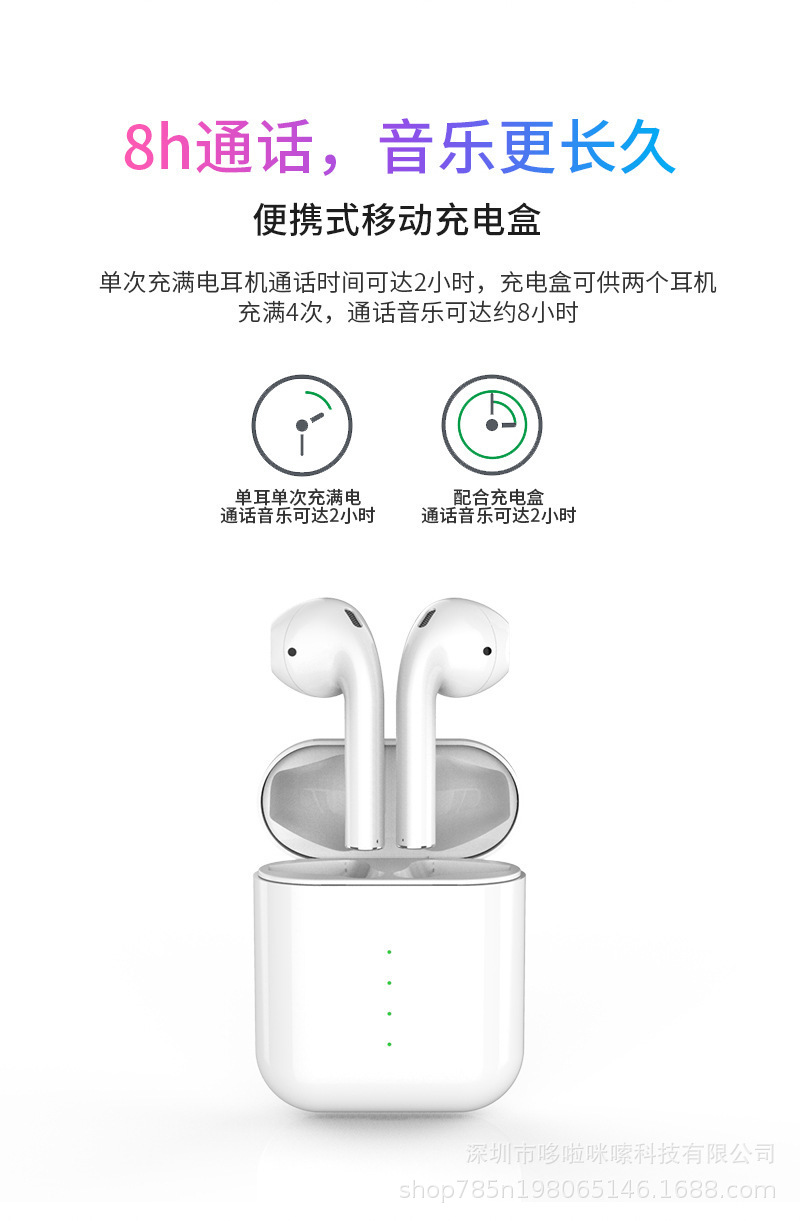 8h通话，音乐更长久
便携式移动充电盒
单次充满电耳机通话时间可达2小时，充电盒可供两个耳机
充满4次，通话音乐可达约8小时
单耳单次充满电
通话音乐可达2小时
配合充电盒
通话音乐可达2小时
深圳市哆啦咪嗦科技有限公司
shop785n198065146.1688.com